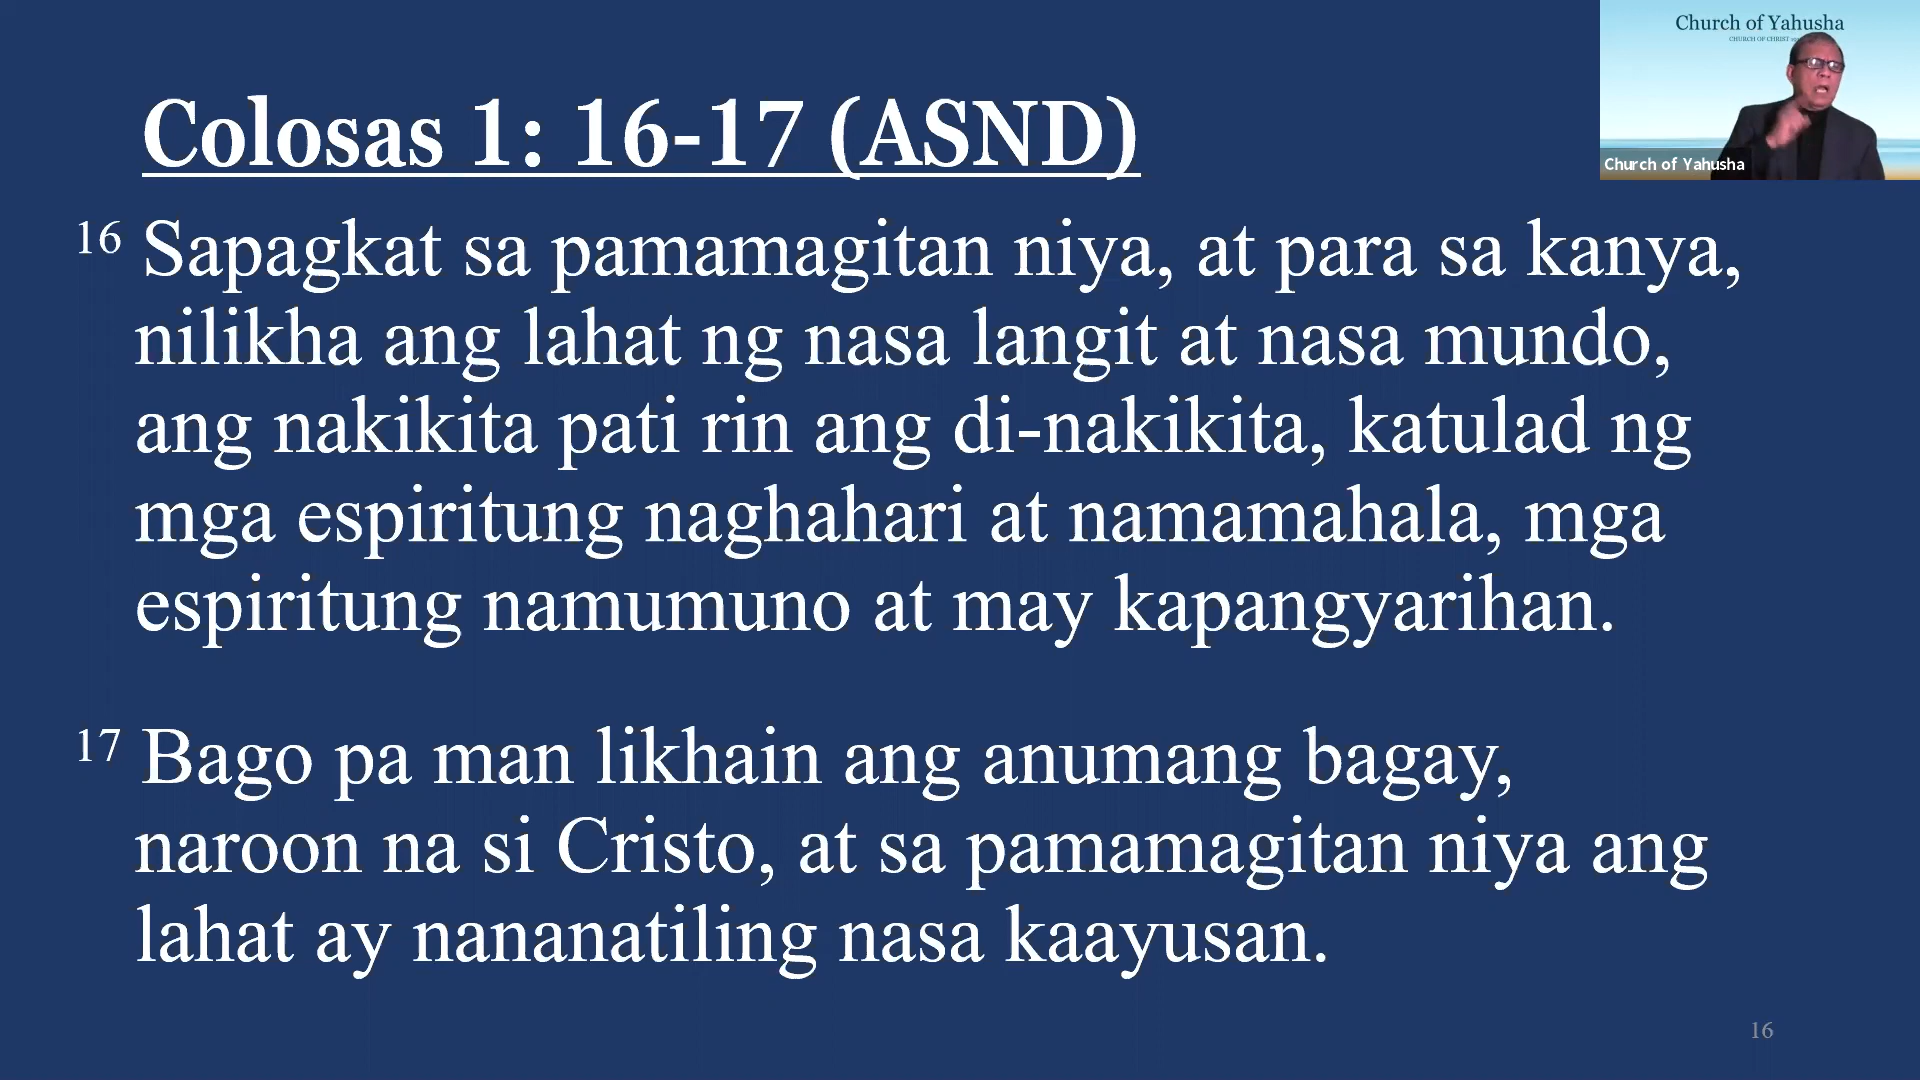 Church of Yahusha
Church of Yahusha
Colosas 1: 16-17 (ASND)
16 Sapagkat sa pamamagitan niya, at para sa kanya,
nilikha ang lahat ng nasa langit at nasa mundo,
ang nakikita pati rin ang di-nakikita, katulad ng
mga espiritung naghahari at namamahala, mga
espiritung namumuno at may kapangyarihan.
17 Bago pa man likhain ang anumang bagay,
naroon na si Cristo, at sa pamamagitan niya ang
lahat ay nananatiling nasa kaayusan.
16